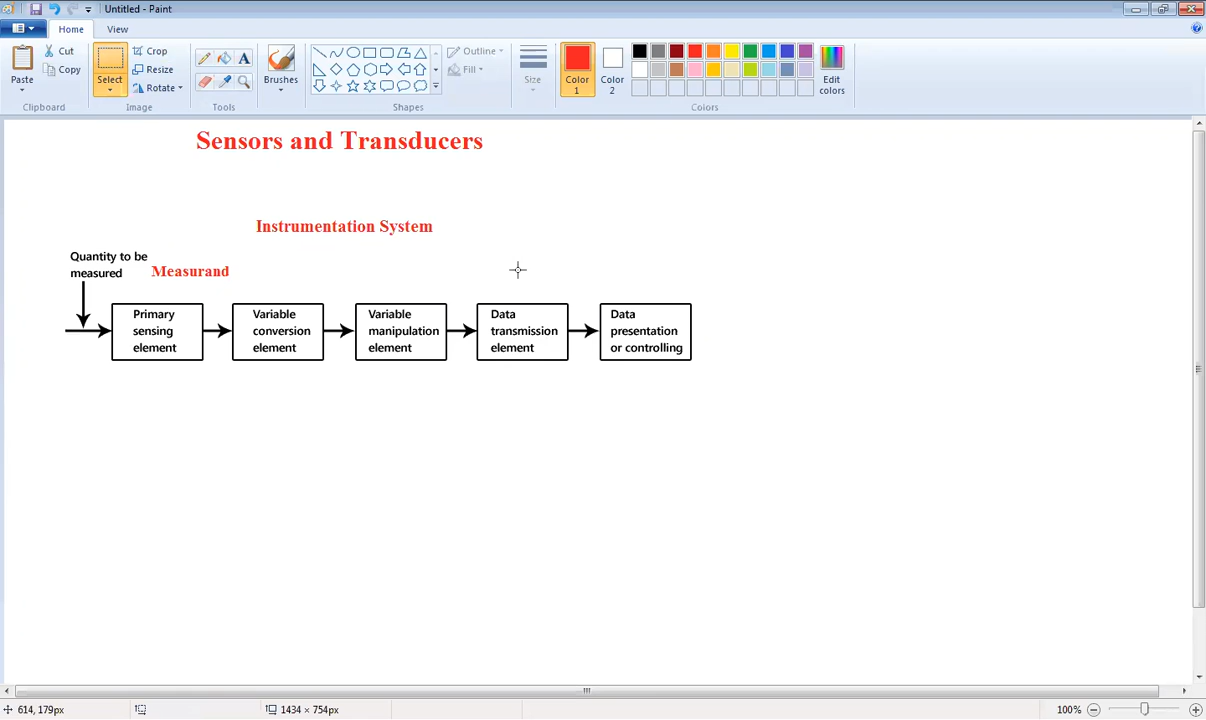 Untitled - Paint
Home
View
Paste
Cut
Copy
Clipboard
Select
Crop
Resize
Rotate
Image
A
Tools
Brushes
Outline
Fill
Shapes
Size
Color
1
Color
2
Edit
colors
Colors
Sensors and Transducers
Instrumentation System
Quantity to be
measured
Measurand
Primary
sensing
element
Variable
conversion
element
Variable
manipulation
element
Data
transmission
element
Data
presentation
or controlling
614, 179px
1434 × 754px
100%